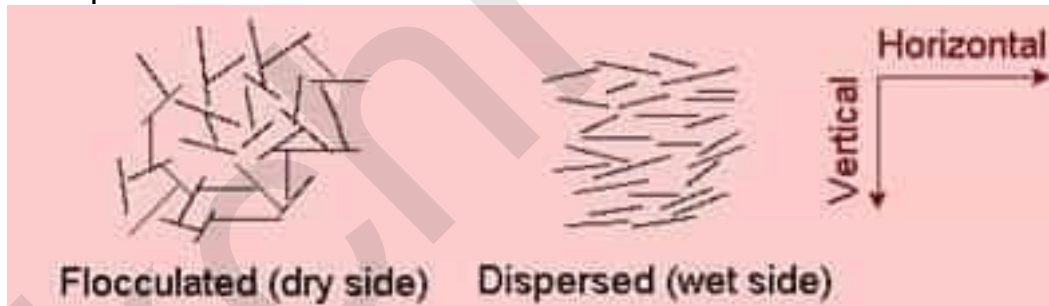 Horizontal
Vertical
Flocculated (dry side)
Dispersed (wet side)